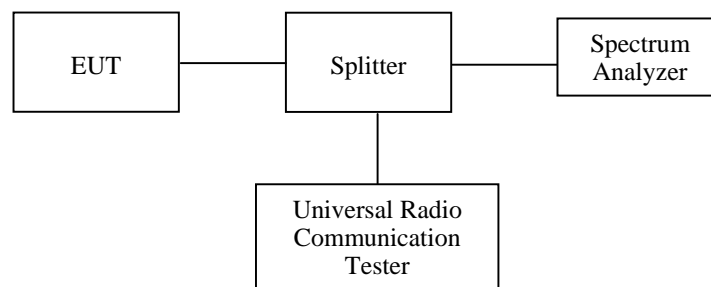 EUT
Splitter
Spectrum
Analyzer
Universal Radio
Communication
Tester